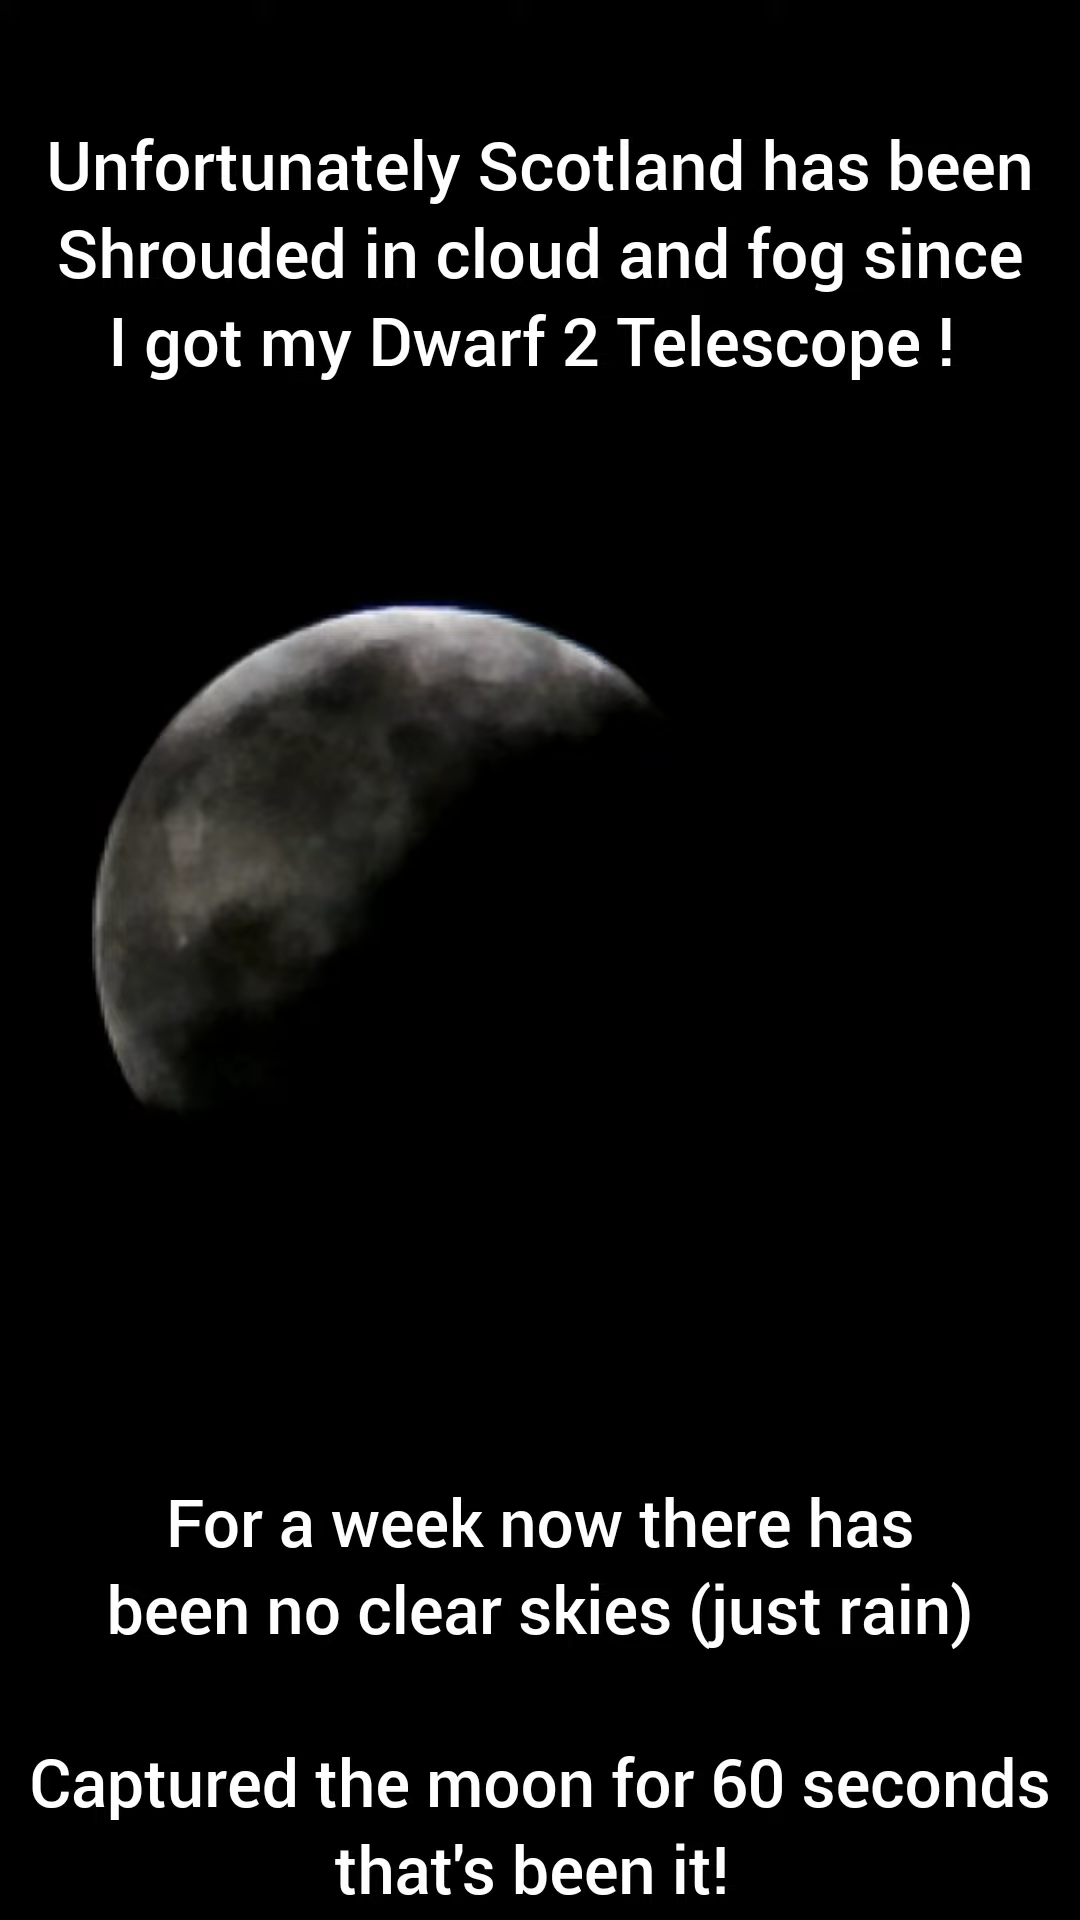 Unfortunately Scotland has been
Shrouded in cloud and fog since
I got my Dwarf 2 Telescope !
For a week now there has
been no clear skies (just rain)
Captured the moon for 60 seconds
that's been it!